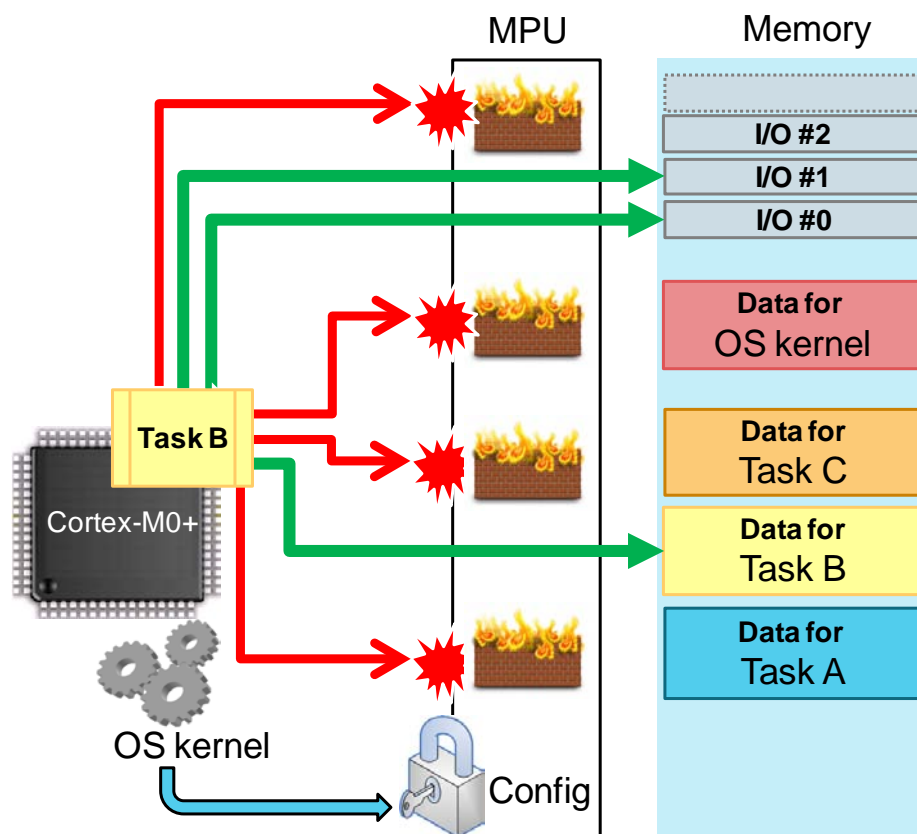 MPU
Memory
I/O #2
I/O #1
I/O #0
Data for
OS kernel
Task B
Data for
Task C
Cortex-M0+
Data for
Task B
Data for
Task A
OS kernel
Config